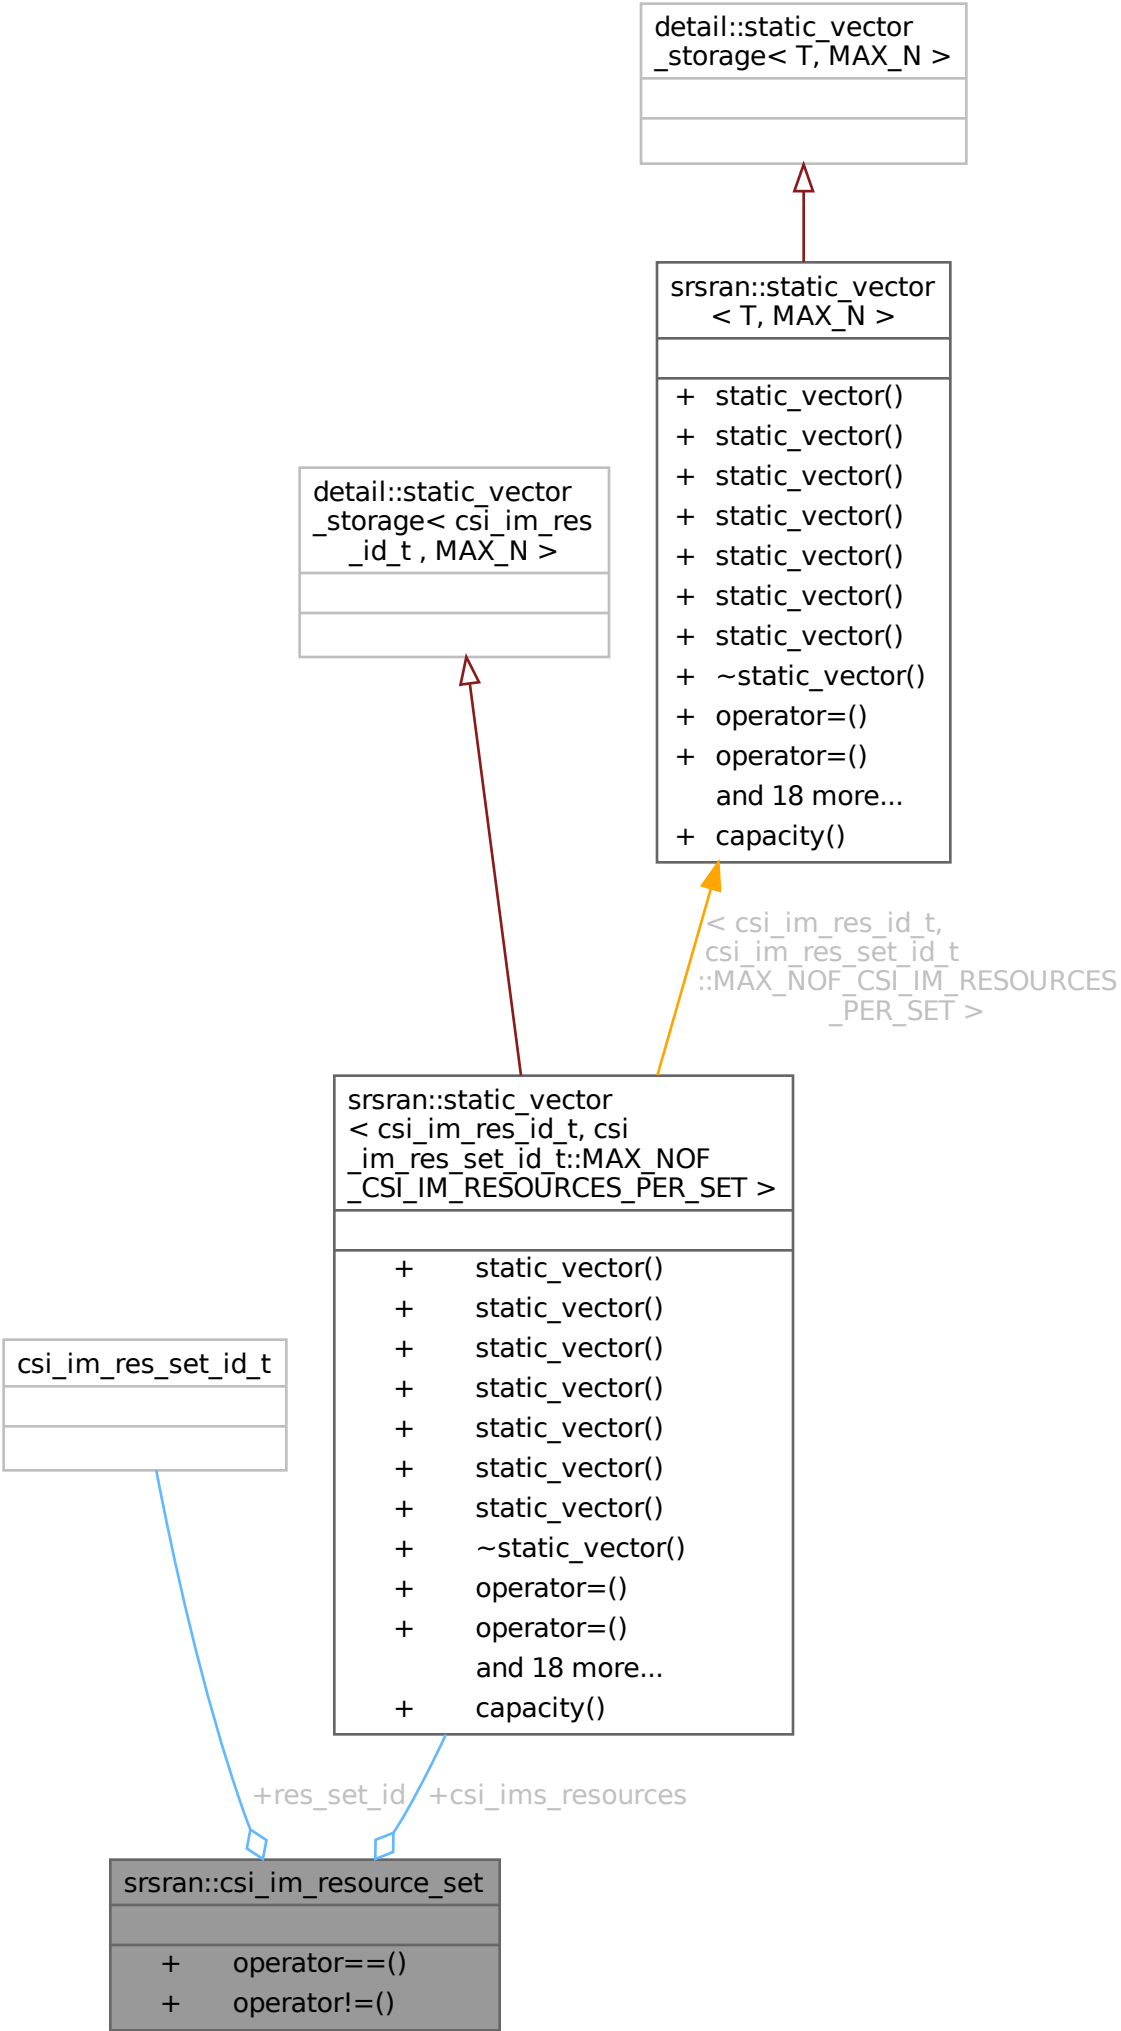 detail::static_vector
_storage< T, MAX_N >
srsran::static_vector
< T, MAX_N >
+ static_vector()
+ static_vector()
+ static_vector()
+ static_vector()
+ static_vector()
+ static_vector()
+ static_vector()
+ ~static_vector()
+ operator=()
+ operator=()
and 18 more...
+ capacity()
detail::static_vector
_storage< csi_im_res
_id_t , MAX_N >
< csi_im_res_id_t,
csi_im_res_set_id_t
::MAX_NOF_CSI_IM_RESOURCES
_PER_SET >
srsran::static_vector
< csi_im_res_id_t, csi
_im_res_set_id_t::MAX_NOF
_CSI_IM_RESOURCES_PER_SET >
+ static_vector()
+ static_vector()
+ static_vector()
+ static_vector()
+ static_vector()
+ static_vector()
+ static_vector()
+ ~static_vector()
+ operator=()
+ operator=()
and 18 more...
+ capacity()
csi_im_res_set_id_t
+res_set_id
+csi_ims_resources
srsran::csi_im_resource_set
+ operator==()
+ operator!=()